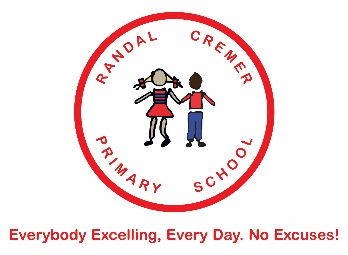 RANDAL CREMER
PRIMARY SCHOOL
Everybody Excelling, Every Day. No Excuses!